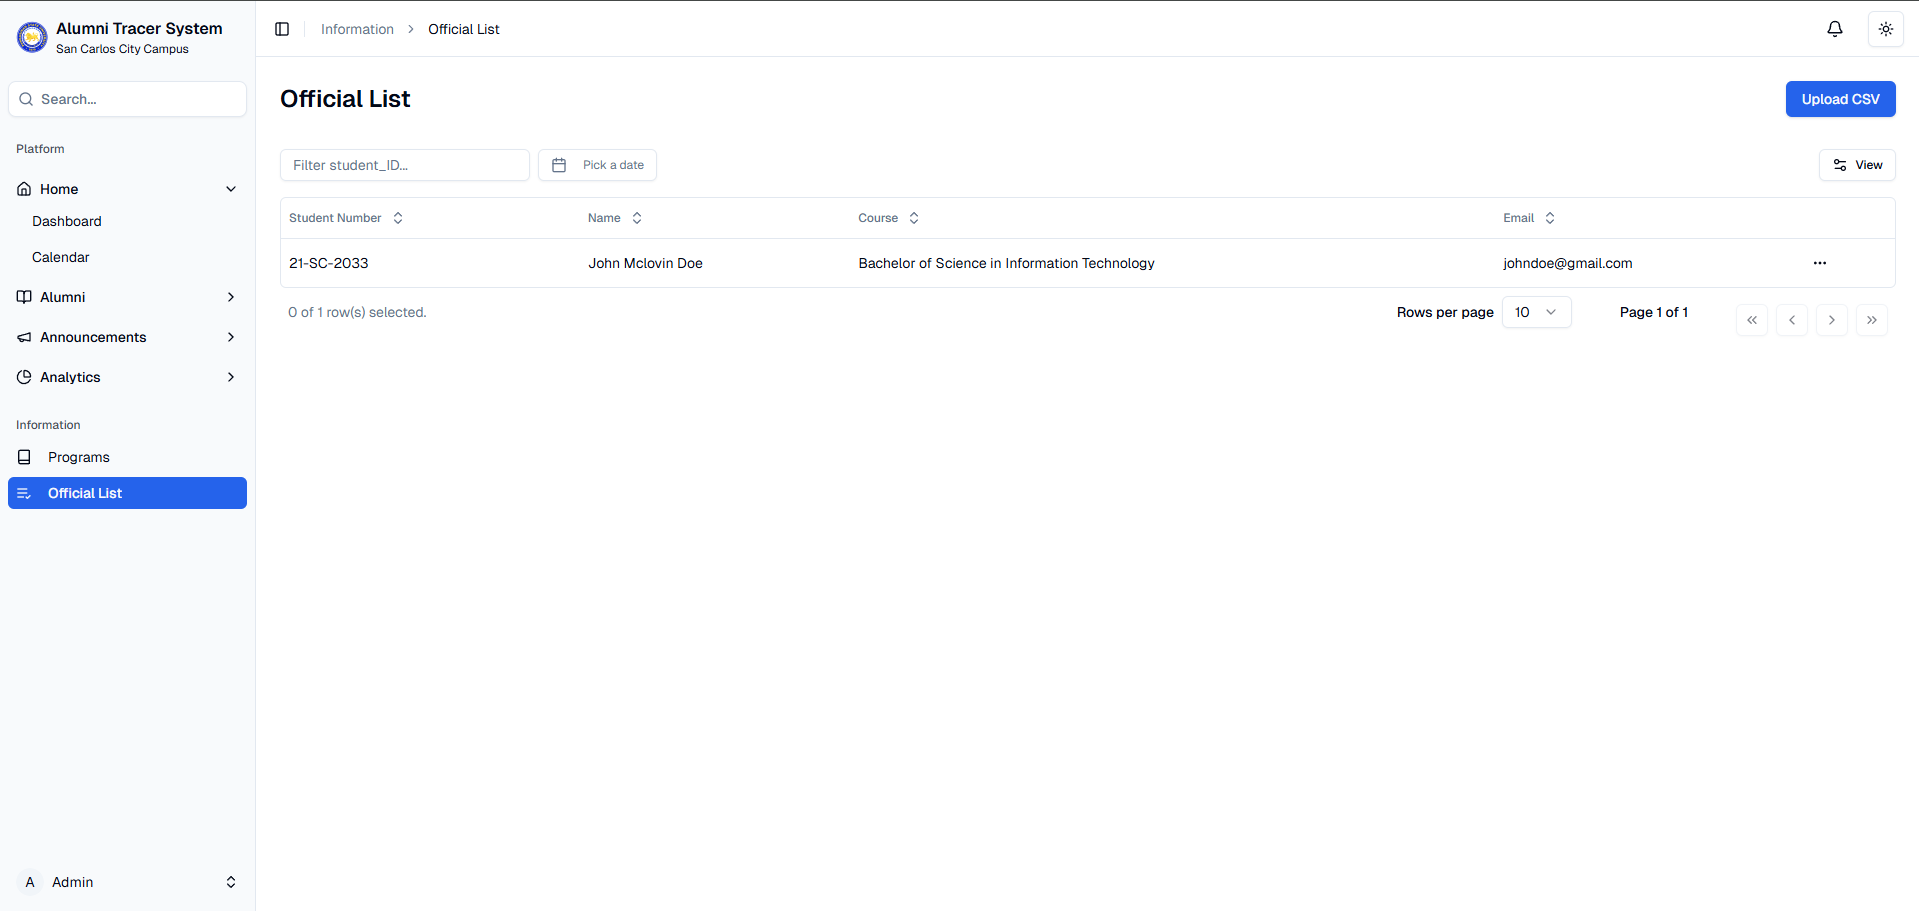 Alumni Tracer System
San Carlos City Campus
Search...
Platform
Home
Dashboard
Calendar
Alumni
Announcements
Analytics
Information
Programs
Official List
A Admin
Information > Official List
Official List
Upload CSV
Filter student_ID...
Pick a date
View
Student Number Name Course Email
21-SC-2033 John Mclovin Doe Bachelor of Science in Information Technology johndoe@gmail.com
0 of 1 row(s) selected.
Rows per page 10
Page 1 of 1